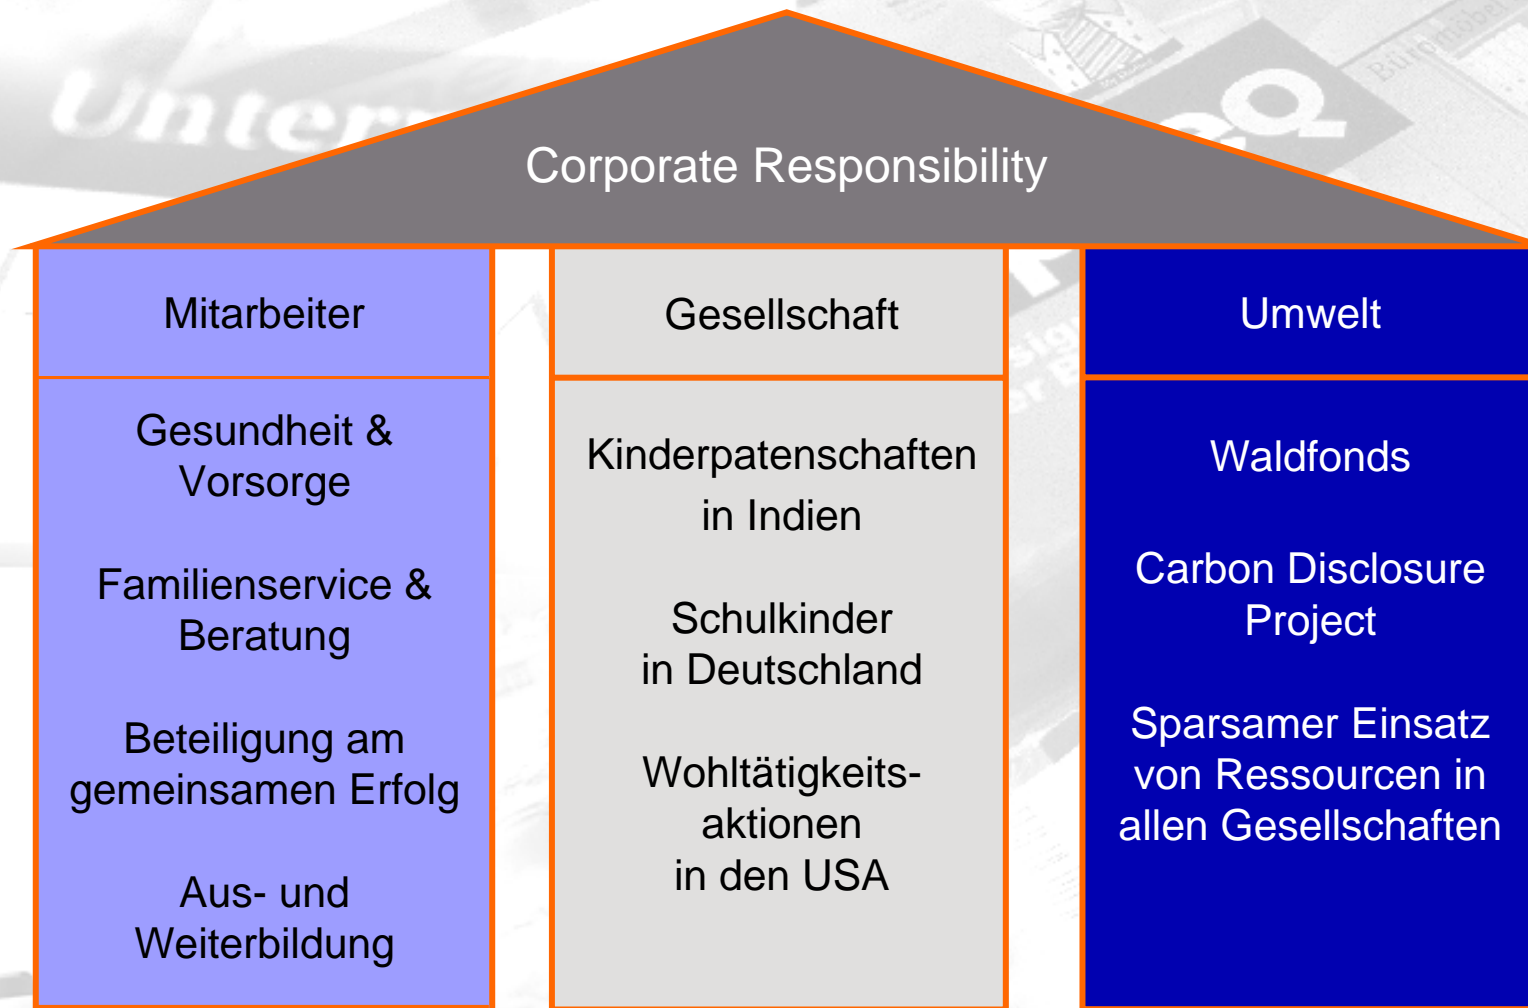 Corporate Responsibility
Mitarbeiter
Gesundheit &
Vorsorge
Familienservice &
Beratung
Beteiligung am
gemeinsamen Erfolg
Aus- und
Weiterbildung
Gesellschaft
Kinderpatenschaften
in Indien
Schulkinder
in Deutschland
Wohltätigkeits-
aktionen
in den USA
Umwelt
Waldfonds
Carbon Disclosure
Project
Sparsamer Einsatz
von Ressourcen in
allen Gesellschaften